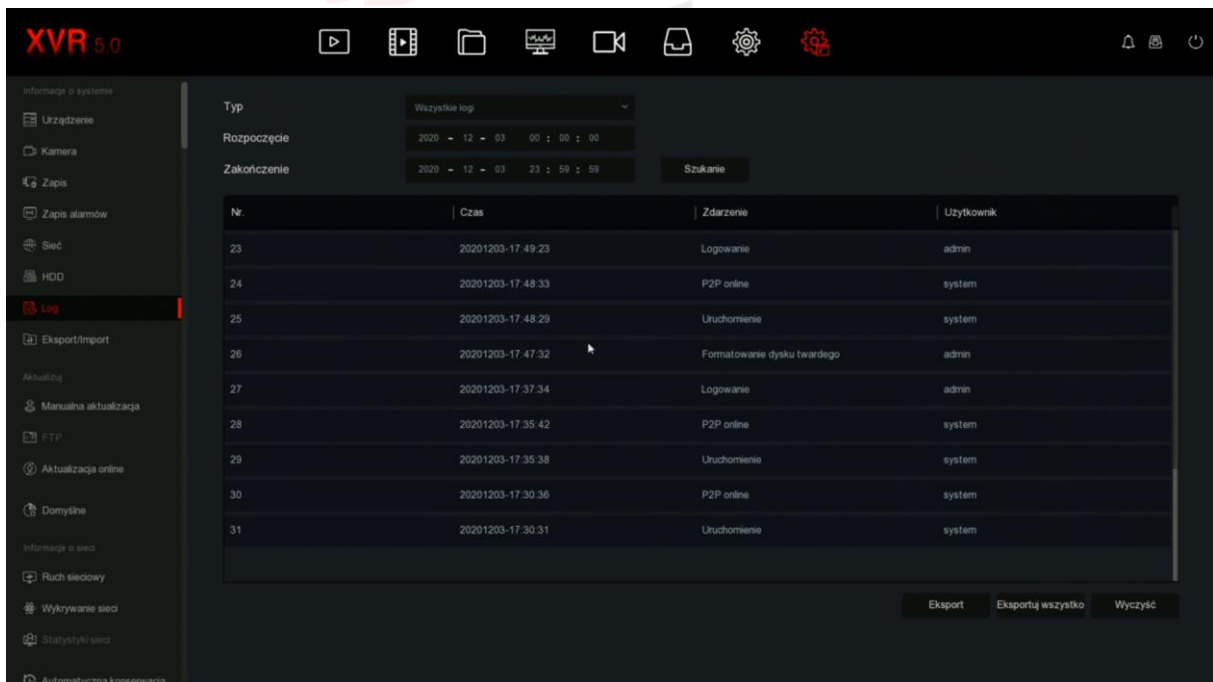 XVR 5.0
Informacje o systemie
Urządzenie
Kamera
Zapis
Zapis alarmów
Sieć
HDD
Log
Eksport/Import
Aktualizuj
Manualna aktualizacja
FTP
Aktualizacja online
Domyślne
Informacje o sieci
Ruch sieciowy
Wykrywanie sieci
Statystyki sieci
Automatyczna konserwacja
Typ Wszystkie logi
Rozpoczęcie 2020 - 12 - 03 00 : 00 : 00
Zakończenie 2020 - 12 - 03 23 : 59 : 59 Szukanie
Nr. Czas Zdarzenie Użytkownik
23 20201203-17:49:23 Logowanie admin
24 20201203-17:48:33 P2P online system
25 20201203-17:48:29 Uruchomienie system
26 20201203-17:47:32 Formatowanie dysku twardego admin
27 20201203-17:37:34 Logowanie admin
28 20201203-17:35:42 P2P online system
29 20201203-17:35:38 Uruchomienie system
30 20201203-17:30:36 P2P online system
31 20201203-17:30:31 Uruchomienie system
Eksport Eksportuj wszystko Wyczyść